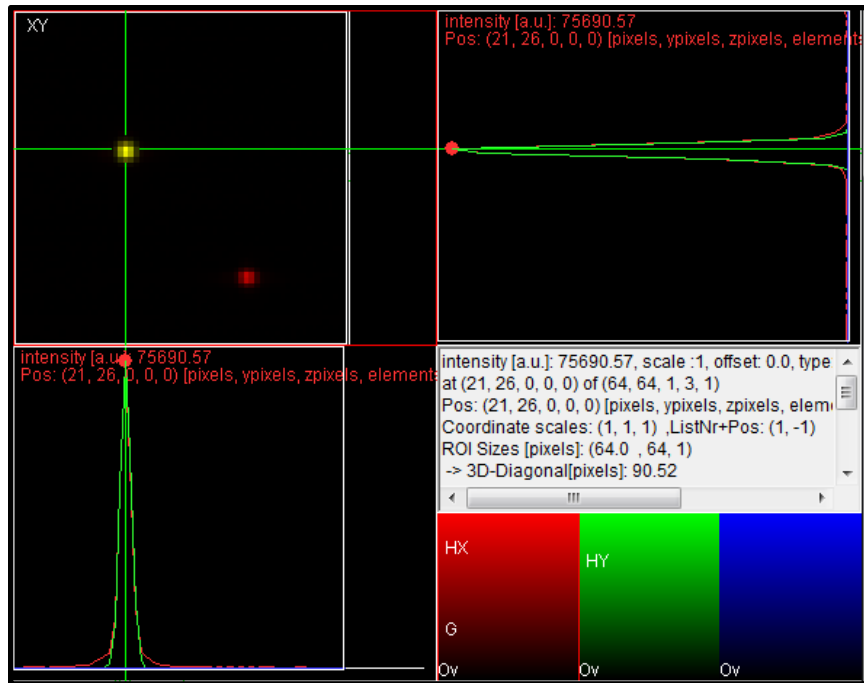 XY
intensity [a.u.]: 75690.57
Pos: (21, 26, 0, 0, 0) [pixels, ypixels, zpixels, elementa
intensity [a.u.: 75690.57
Pos: (21, 26, 0, 0, 0) [pixels, ypixels, zpixels, elementa
intensity [a.u.]: 75690.57, scale :1, offset: 0.0, type
at (21, 26, 0, 0, 0) of (64, 64, 1, 3, 1)
Pos: (21, 26, 0, 0, 0) [pixels, ypixels, zpixels, elem
Coordinate scales: (1, 1, 1) ,ListNr+Pos: (1, -1)
ROI Sizes [pixels]: (64.0 , 64, 1)
-> 3D-Diagonal[pixels]: 90.52
HX
HY
G
Ov
Ov
Ov